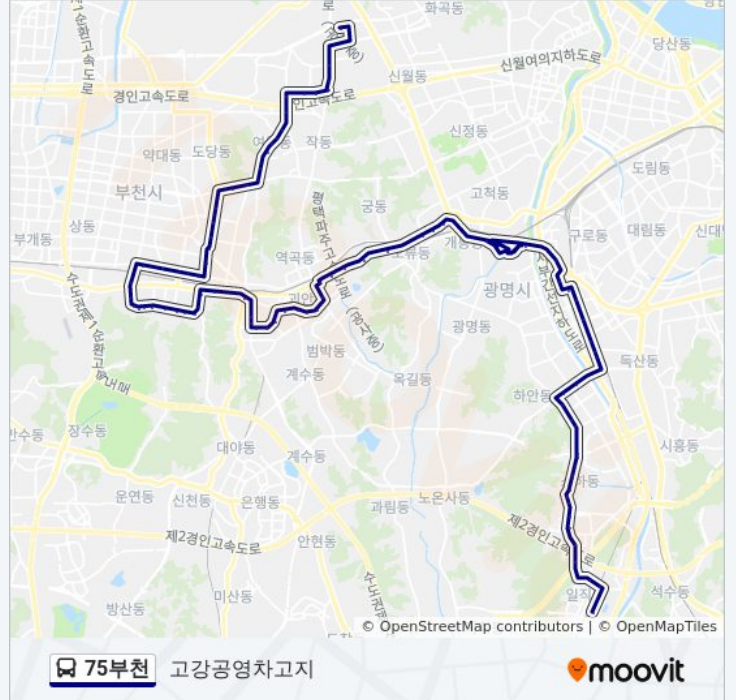 화곡동
당산동
신월동
신월여의지하도로
경인고속도로
인고속도로
작동
신정동
약대동
도당동
도림동
부천시
고척동
궁동
상동
구로동
대림동
신대
부개동
역곡동
광명시
광명동
범박동
독산동
계수동
옥길동
하안동
장수동
안수동
대야동
시흥동
계수동
운연동
신천동
은행동
과림동
노온사동
제2경인고속도로
제2경인고속도로
안현동
미산동
방산동
석수동
© OpenStreetMap contributors | © OpenMapTiles
75부천
고강공영차고지
moovit